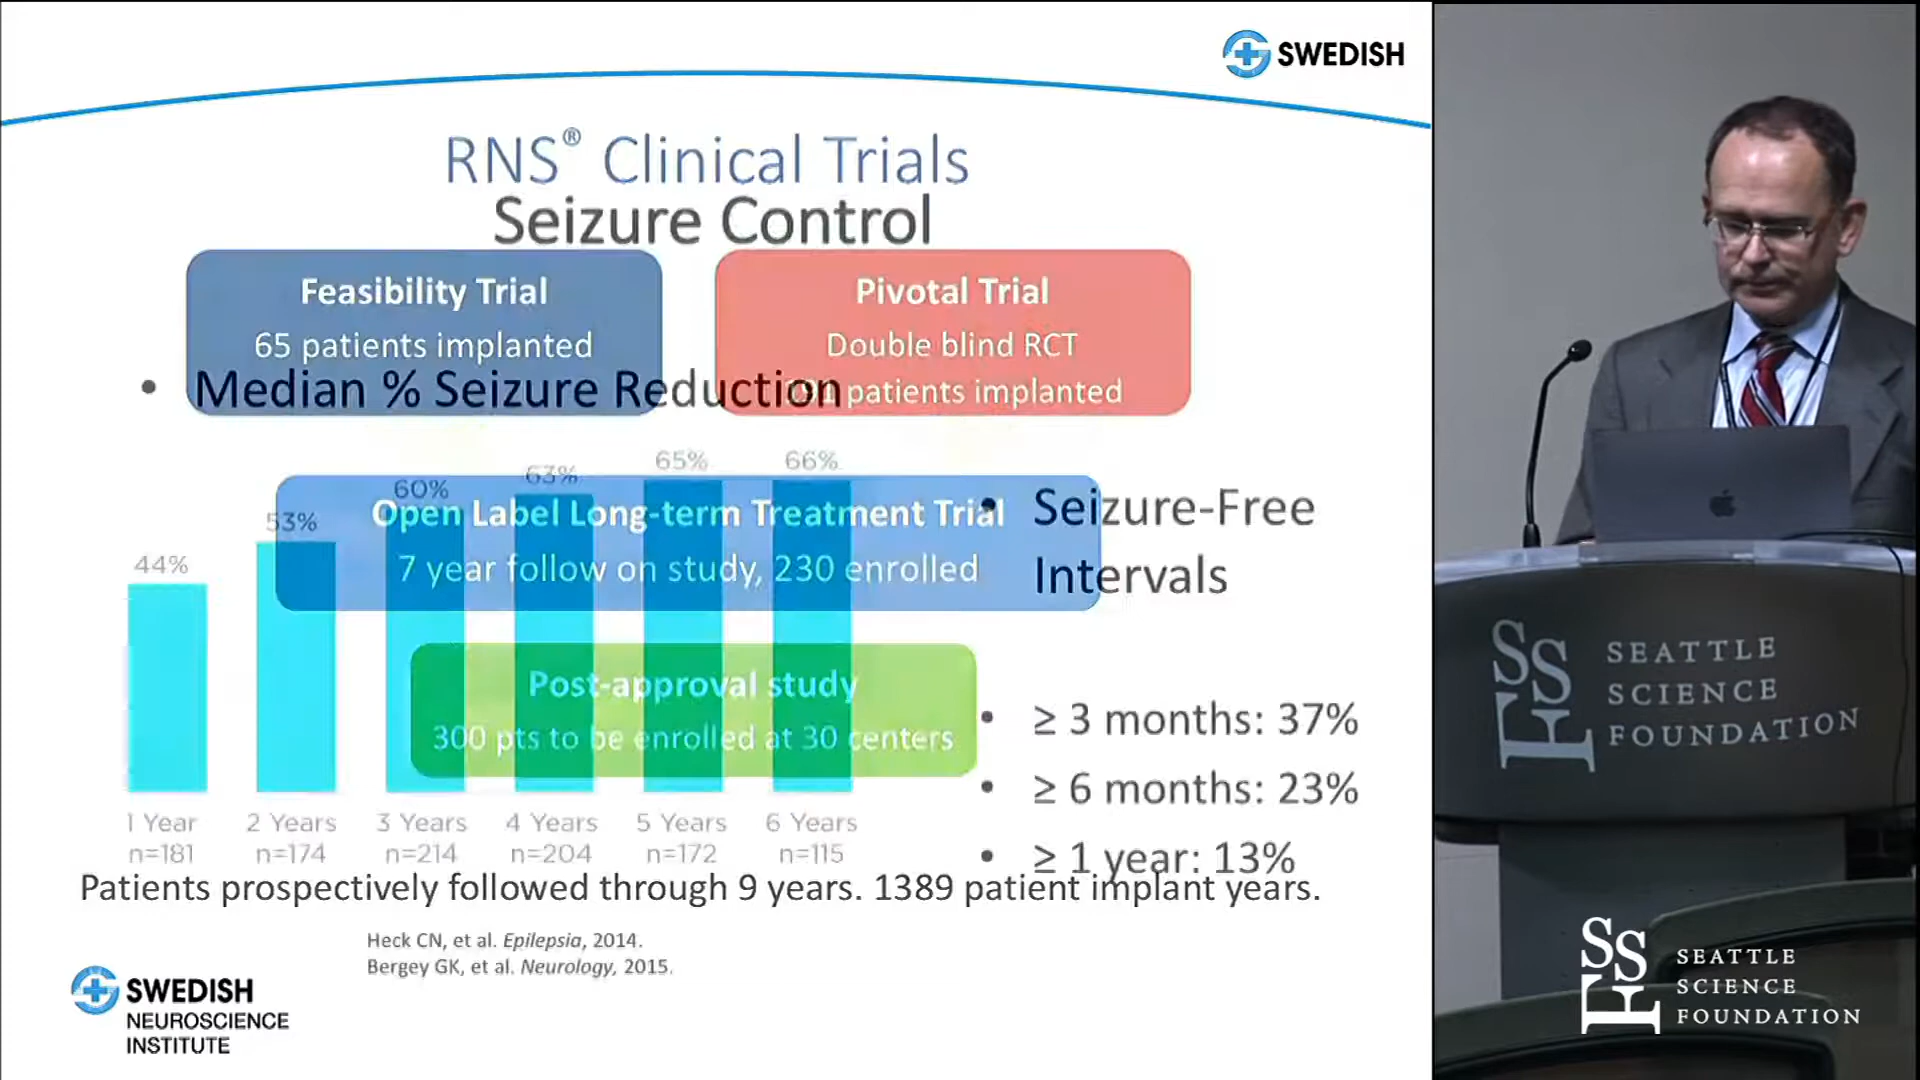 SWEDISH
RNS® Clinical Trials
Seizure Control
Feasibility Trial
65 patients implanted
Pivotal Trial
Double blind RCT
191 patients implanted
• Median % Seizure Reduction
44%
53%
60%
63%
65%
66%
Open Label Long-term Treatment Trial
7 year follow on study, 230 enrolled
• Seizure-Free
Intervals
Post-approval study
300 pts to be enrolled at 30 centers
• ≥ 3 months: 37%
• ≥ 6 months: 23%
• ≥ 1 year: 13%
1 Year
n=181
2 Years
n=174
3 Years
n=214
4 Years
n=204
5 Years
n=172
6 Years
n=115
Patients prospectively followed through 9 years. 1389 patient implant years.
Heck CN, et al. Epilepsia, 2014.
Bergey GK, et al. Neurology, 2015.
SWEDISH
NEUROSCIENCE
INSTITUTE
SSF
SEATTLE
SCIENCE
FOUNDATION
SSF
SEATTLE
SCIENCE
FOUNDATION